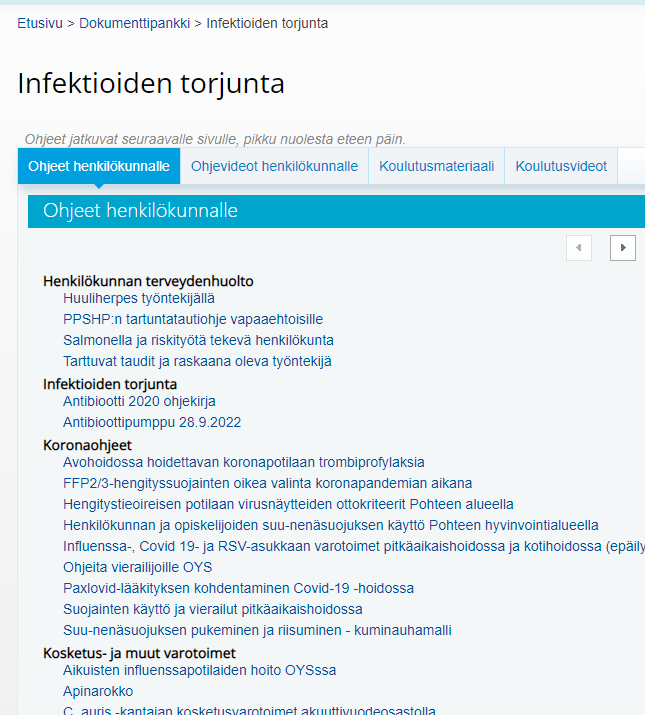 Etusivu > Dokumenttipankki > Infektioiden torjunta
Infektioiden torjunta
Ohjeet jatkuvat seuraavalle sivulle, pikku nuolesta eteen päin.
Ohjeet henkilökunnalle Ohjevideot henkilökunnalle Koulutusmateriaali Koulutusvideot
Ohjeet henkilökunnalle
Henkilökunnan terveydenhuolto
Huuliherpes työntekijällä
PPSHP:n tartuntatautiohje vapaaehtoisille
Salmonella ja riskityötä tekevä henkilökunta
Tarttuvat taudit ja raskaana oleva työntekijä
Infektioiden torjunta
Antibiootti 2020 ohjekirja
Antibioottipumppu 28.9.2022
Koronaohjeet
Avohoidossa hoidettavan koronapotilaan trombiprofylaksia
FFP2/3-hengityssuojainten oikea valinta koronapandemian aikana
Hengitystieoireisen potilaan virusnäytteiden ottokriteerit Pohteen alueella
Henkilökunnan ja opiskelijoiden suu-nenäsuojuksen käyttö Pohteen hyvinvointialueella
Influenssa-, Covid 19- ja RSV-asukkaan varotoimet pitkäaikaishoidossa ja kotihoidossa (epäily
Ohjeita vierailijoille OYS
Paxlovid-lääkityksen kohdentaminen Covid-19 -hoidossa
Suojainten käyttö ja vierailut pitkäaikaishoidossa
Suu-nenäsuojuksen pukeminen ja riisuminen - kuminauhamalli
Kosketus- ja muut varotoimet
Aikuisten influenssapotilaiden hoito OYSssa
Apinarokko
C. auris -kantajan kosketusvarotoimet akuuttivuodeosastolla